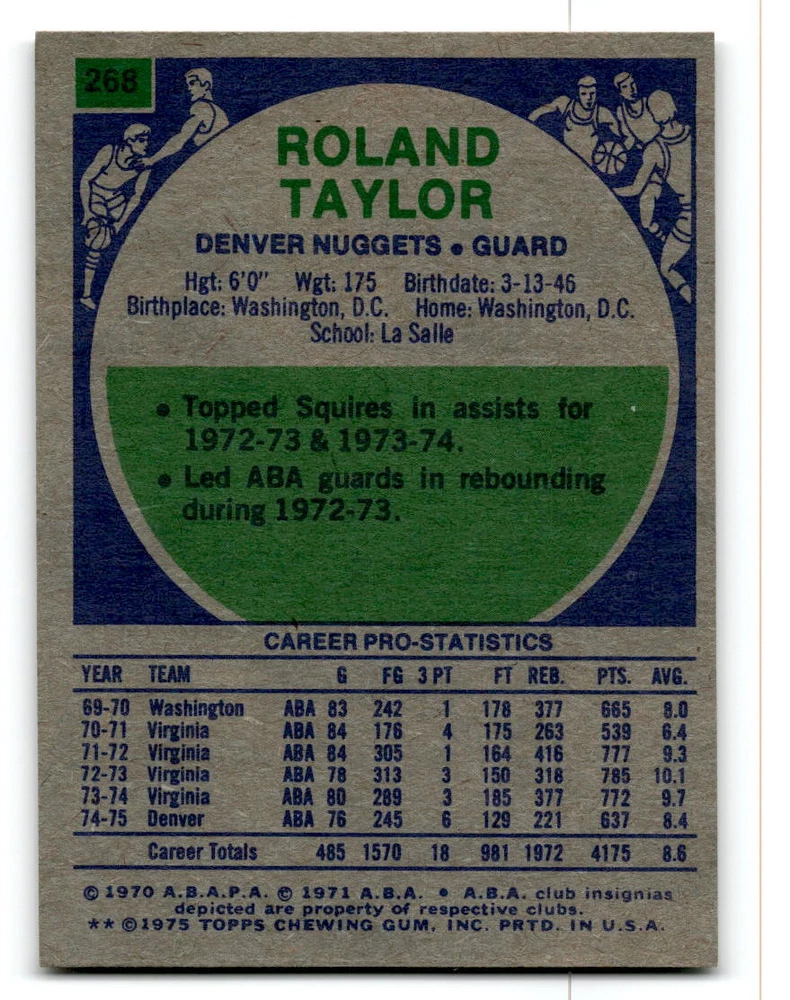 268
ROLAND
TAYLOR
DENVER NUGGETS • GUARD
Hgt: 6'0" Wgt: 175 Birthdate: 3-13-46
Birthplace: Washington, D.C. Home: Washington, D.C.
School: La Salle
• Topped Squires in assists for
1972-73 & 1973-74.
• Led ABA guards in rebounding
during 1972-73.
CAREER PRO-STATISTICS
YEAR TEAM G FG 3 PT FT REB. PTS. AVG.
69-70 Washington ABA 83 242 1 178 377 665 8.0
70-71 Virginia ABA 84 176 4 175 263 539 6.4
71-72 Virginia ABA 84 305 1 164 416 777 9.3
72-73 Virginia ABA 78 313 3 150 318 785 10.1
73-74 Virginia ABA 80 289 3 185 377 772 9.7
74-75 Denver ABA 76 245 6 129 221 637 8.4
Career Totals 485 1570 18 981 1972 4175 8.6
© 1970 A.B.A.P.A. © 1971 A.B.A. • A.B.A. club insignias
depicted are property of respective clubs.
** ©1975 TOPPS CHEWING GUM, INC. PRTD. IN U.S.A.